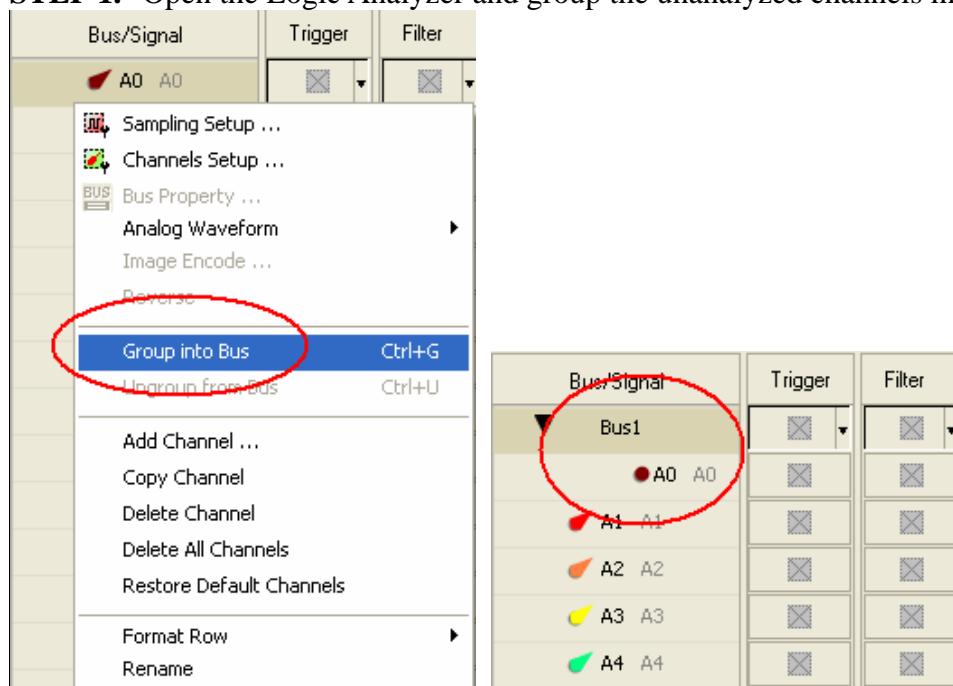 STEP 1. Open the Logic Analyzer and group the unanalyzed channels
Bus/Signal Trigger Filter
A0 A0
Sampling Setup ...
Channels Setup ...
BUS Bus Property ...
Analog Waveform
Image Encode ...
Reverse
Group into Bus Ctrl+G
Ungroup from Bus Ctrl+U
Add Channel ...
Copy Channel
Delete Channel
Delete All Channels
Restore Default Channels
Format Row
Rename
Bus/Signal Trigger Filter
Bus1
A0 A0
A1 A1
A2 A2
A3 A3
A4 A4